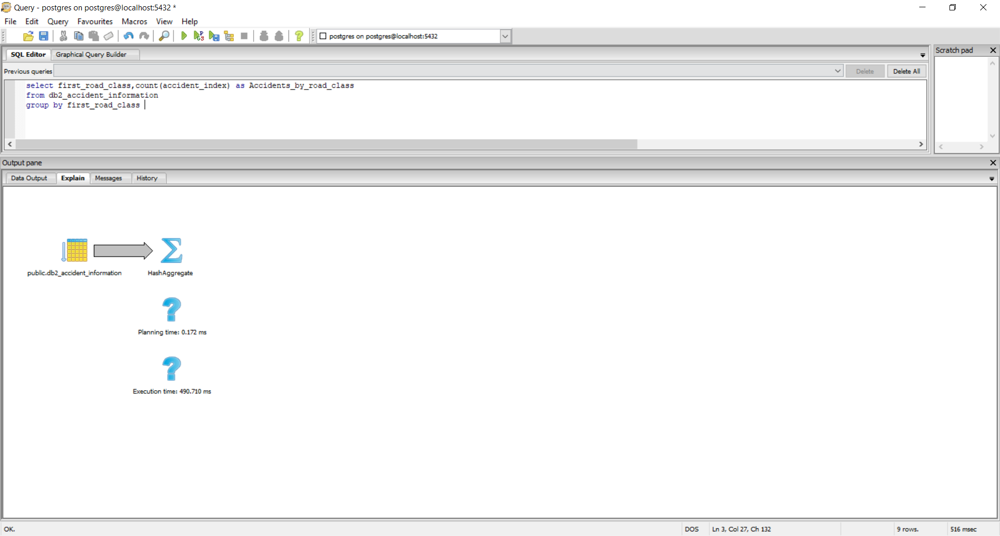 Query - postgres on postgres@localhost:5432 *
File Edit Query Favourites Macros View Help
postgres on postgres@localhost:5432
SQL Editor Graphical Query Builder
Scratch pad
Previous queries Delete Delete All
select first_road_class,count(accident_index) as Accidents_by_road_class
from db2_accident_information
group by first_road_class
Output pane
Data Output Explain Messages History
public.db2_accident_information HashAggregate
Planning time: 0.172 ms
Execution time: 490.710 ms
OK. DOS Ln 3, Col 27, Ch 132 9 rows. 516 msec